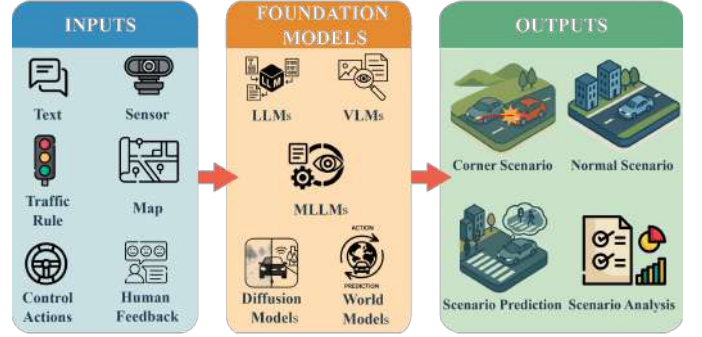 INPUTS
Text
Sensor
Traffic
Rule
Map
Control
Actions
Human
Feedback
FOUNDATION
MODELS
LLM
LLMs
VLMs
MLLMs
ACTION
PREDICTION
Diffusion
Models
World
Models
OUTPUTS
Corner Scenario
Normal Scenario
Scenario Prediction
Scenario Analysis